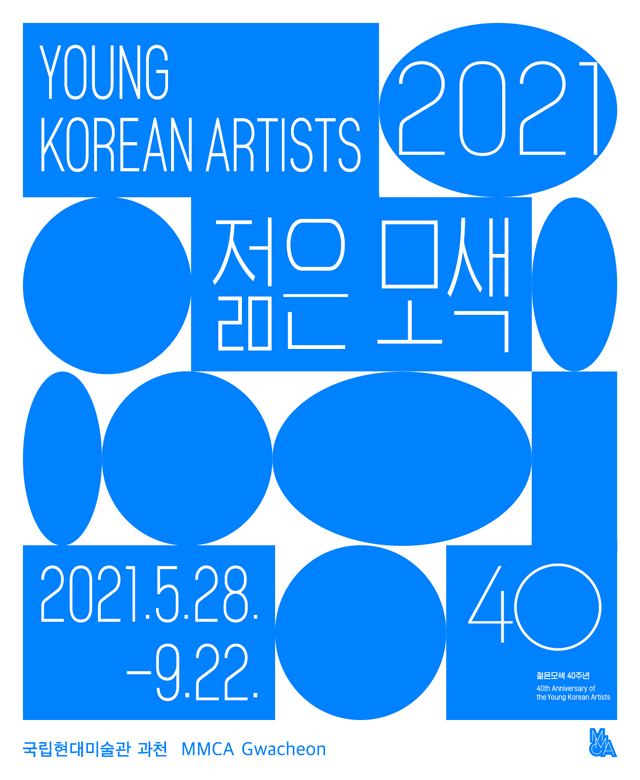 YOUNG
KOREAN ARTISTS
2021
젊은 모색
2021.5.28.
–9.22.
40
젊은모색 40주년
40th Anniversary of
the Young Korean Artists
국립현대미술관 과천 MMCA Gwacheon
MMCA